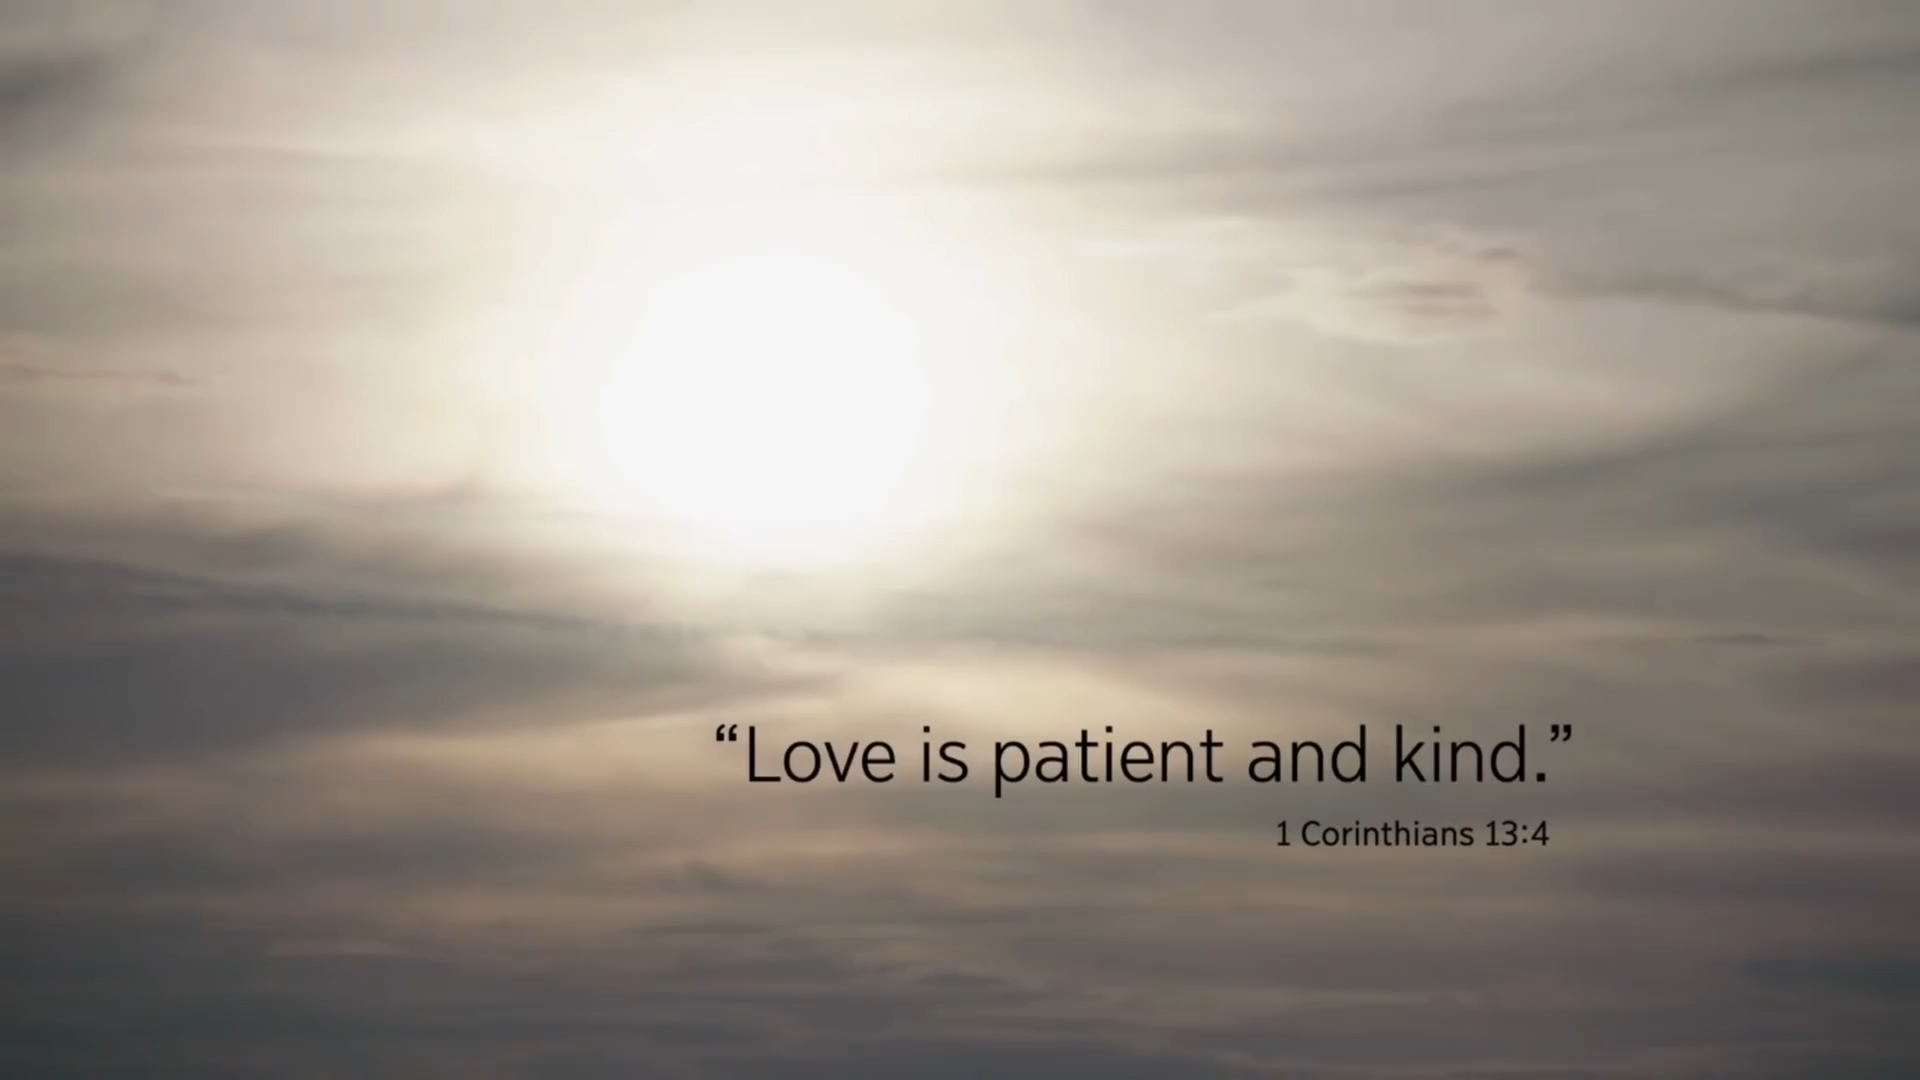 “Love is patient and kind.”
1 Corinthians 13:4